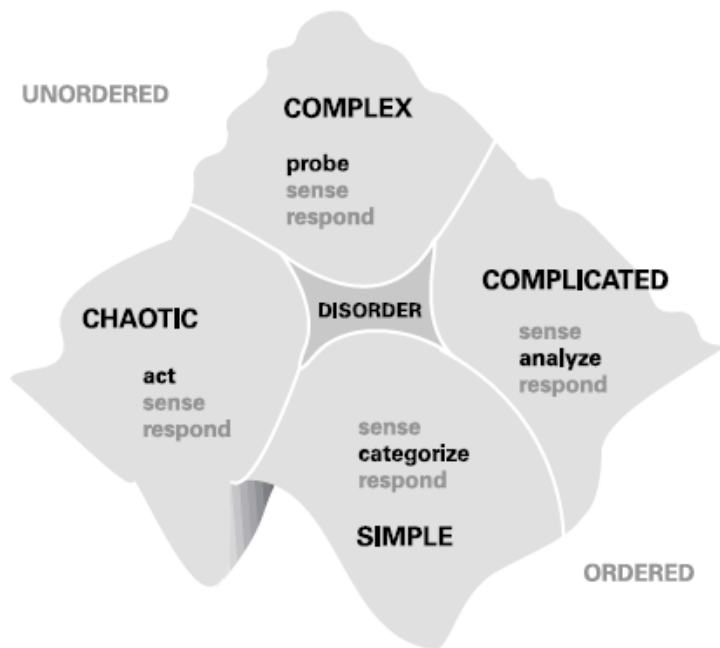 UNORDERED
COMPLEX
probe
sense
respond
COMPLICATED
sense
analyze
respond
DISORDER
CHAOTIC
act
sense
respond
sense
categorize
respond
SIMPLE
ORDERED